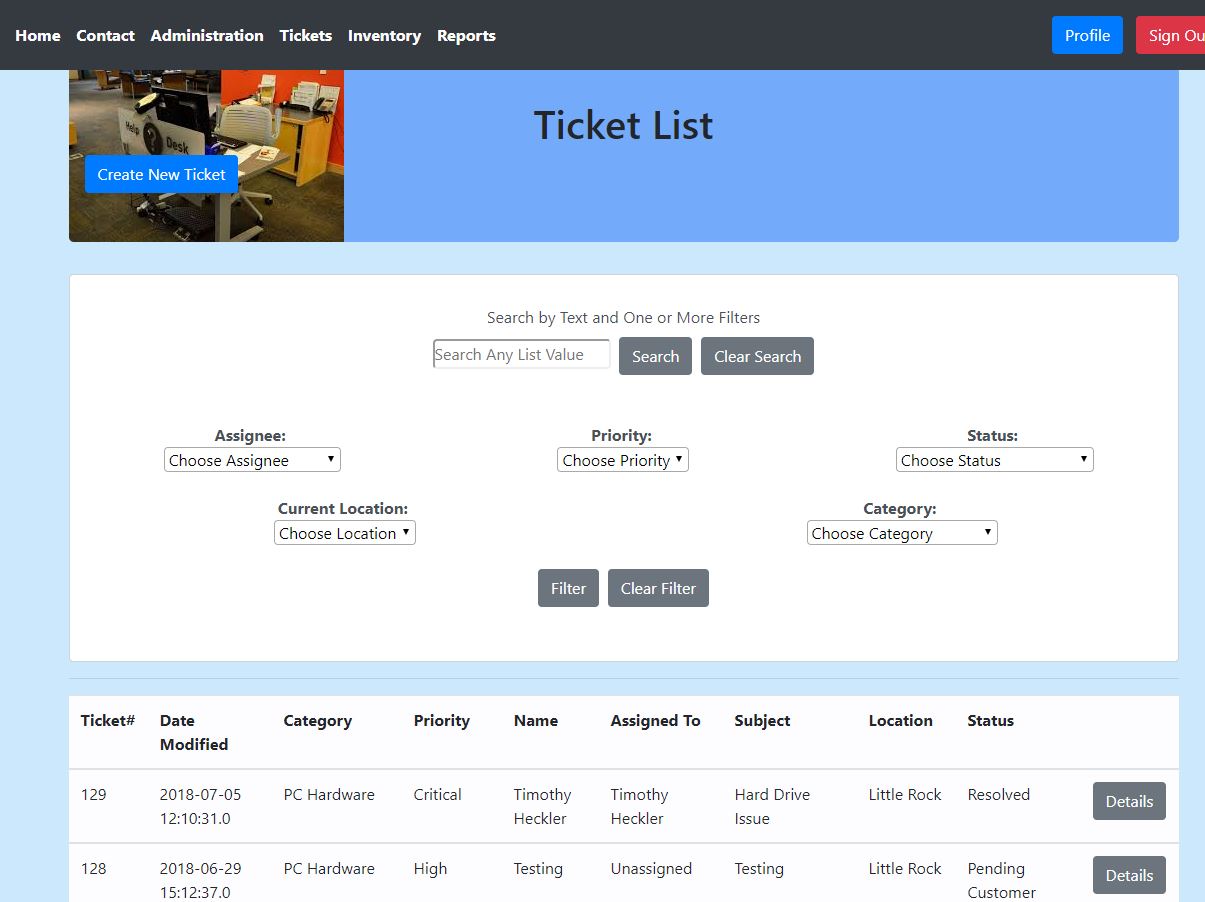 Home Contact Administration Tickets Inventory Reports Profile Sign Ou
Help ? Desk
Create New Ticket
Ticket List
Search by Text and One or More Filters
Search Any List Value Search Clear Search
Assignee: Priority: Status:
Choose Assignee Choose Priority Choose Status
Current Location: Category:
Choose Location Choose Category
Filter Clear Filter
Ticket# Date Modified Category Priority Name Assigned To Subject Location Status
129 2018-07-05 PC Hardware Critical Timothy Timothy Hard Drive Little Rock Resolved Details
12:10:31.0 Heckler Heckler Issue
128 2018-06-29 PC Hardware High Testing Unassigned Testing Little Rock Pending Details
15:12:37.0 Customer